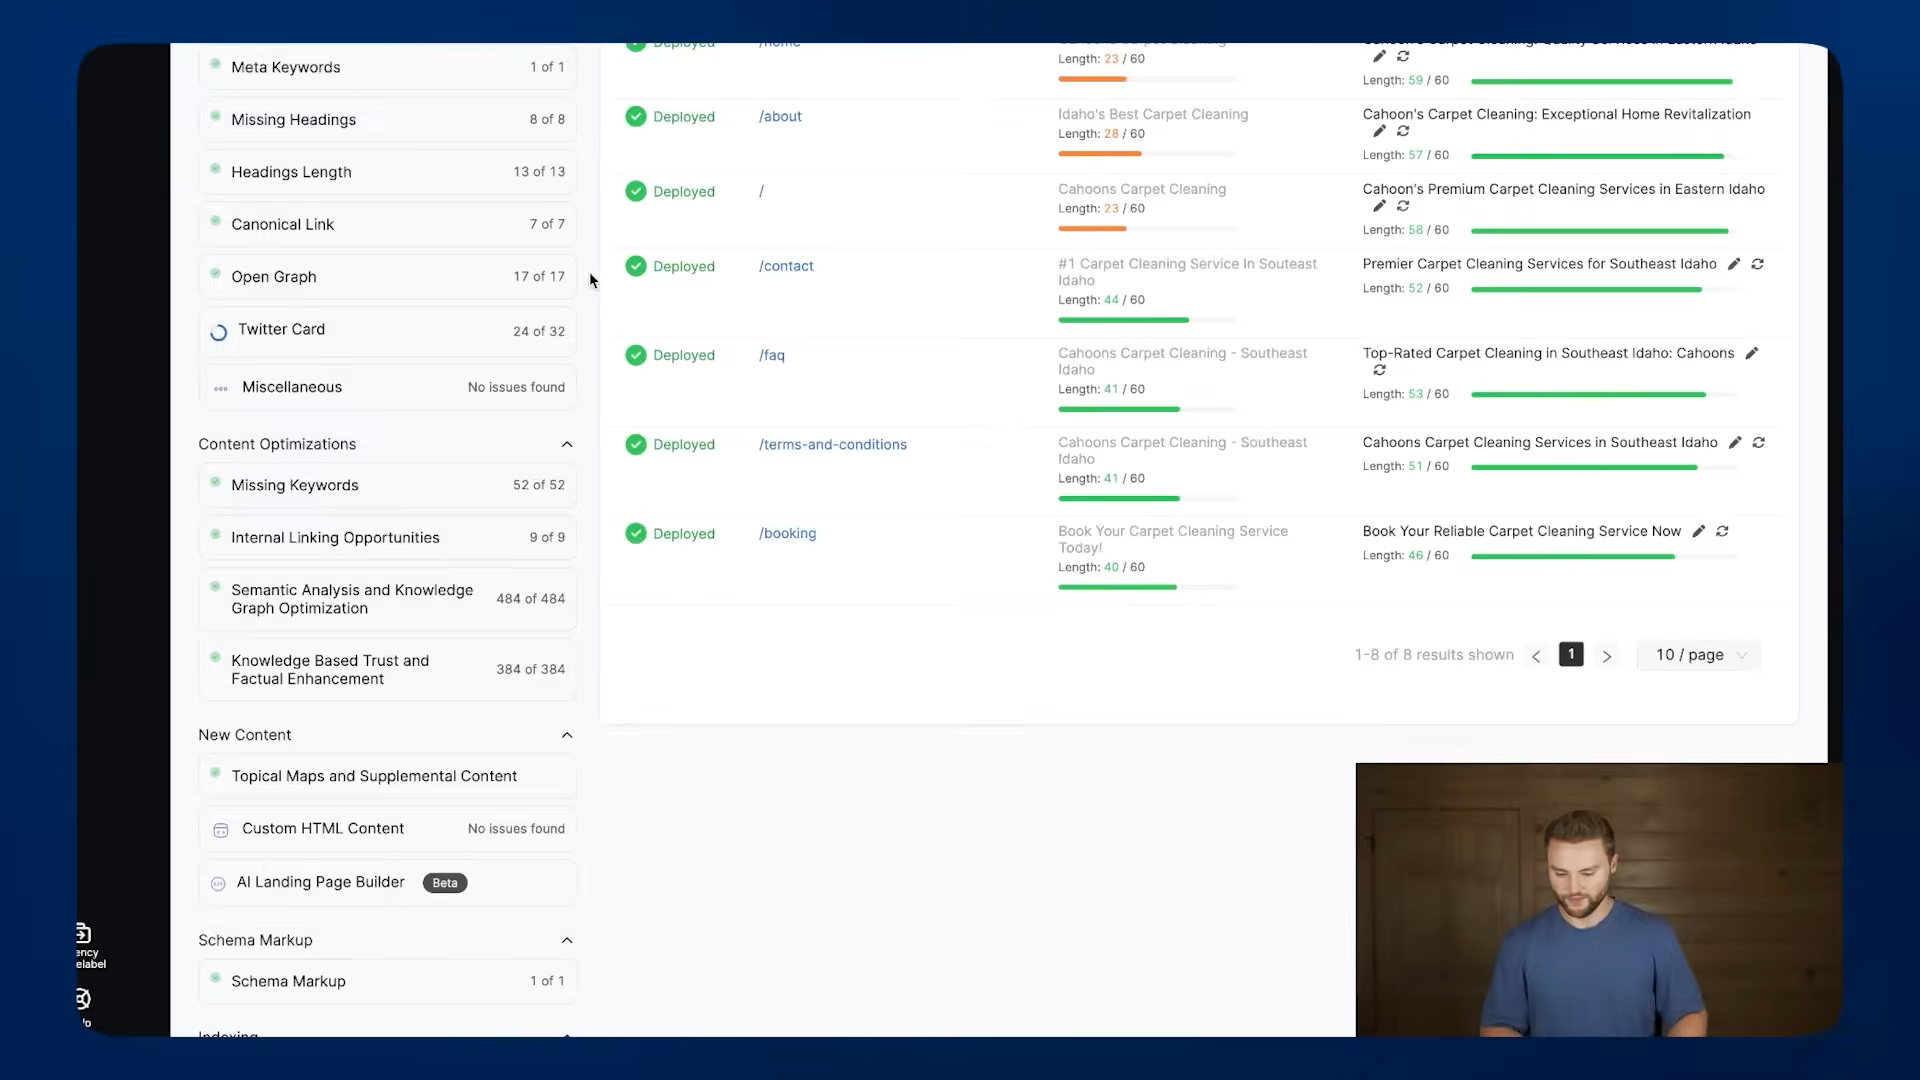 Meta Keywords 1 of 1
Missing Headings 8 of 8
Headings Length 13 of 13
Canonical Link 7 of 7
Open Graph 17 of 17
Twitter Card 24 of 32
Miscellaneous No issues found
Content Optimizations
Missing Keywords 52 of 52
Internal Linking Opportunities 9 of 9
Semantic Analysis and Knowledge
Graph Optimization 484 of 484
Knowledge Based Trust and
Factual Enhancement 384 of 384
New Content
Topical Maps and Supplemental Content
Custom HTML Content No issues found
AI Landing Page Builder Beta
Schema Markup
Schema Markup 1 of 1
Indexing
ency
elabel
Deployed /home
Length: 23 / 60
Length: 59 / 60
Deployed /about
Idaho's Best Carpet Cleaning
Length: 28 / 60
Cahoon's Carpet Cleaning: Exceptional Home Revitalization
Length: 57 / 60
Deployed /
Cahoons Carpet Cleaning
Length: 23 / 60
Cahoon's Premium Carpet Cleaning Services in Eastern Idaho
Length: 58 / 60
Deployed /contact
#1 Carpet Cleaning Service In Souteast
Idaho
Length: 44 / 60
Premier Carpet Cleaning Services for Southeast Idaho
Length: 52 / 60
Deployed /faq
Cahoons Carpet Cleaning - Southeast
Idaho
Length: 41 / 60
Top-Rated Carpet Cleaning in Southeast Idaho: Cahoons
Length: 53 / 60
Deployed /terms-and-conditions
Cahoons Carpet Cleaning - Southeast
Idaho
Length: 41 / 60
Cahoons Carpet Cleaning Services in Southeast Idaho
Length: 51 / 60
Deployed /booking
Book Your Carpet Cleaning Service
Today!
Length: 40 / 60
Book Your Reliable Carpet Cleaning Service Now
Length: 46 / 60
1-8 of 8 results shown < 1 > 10 / page